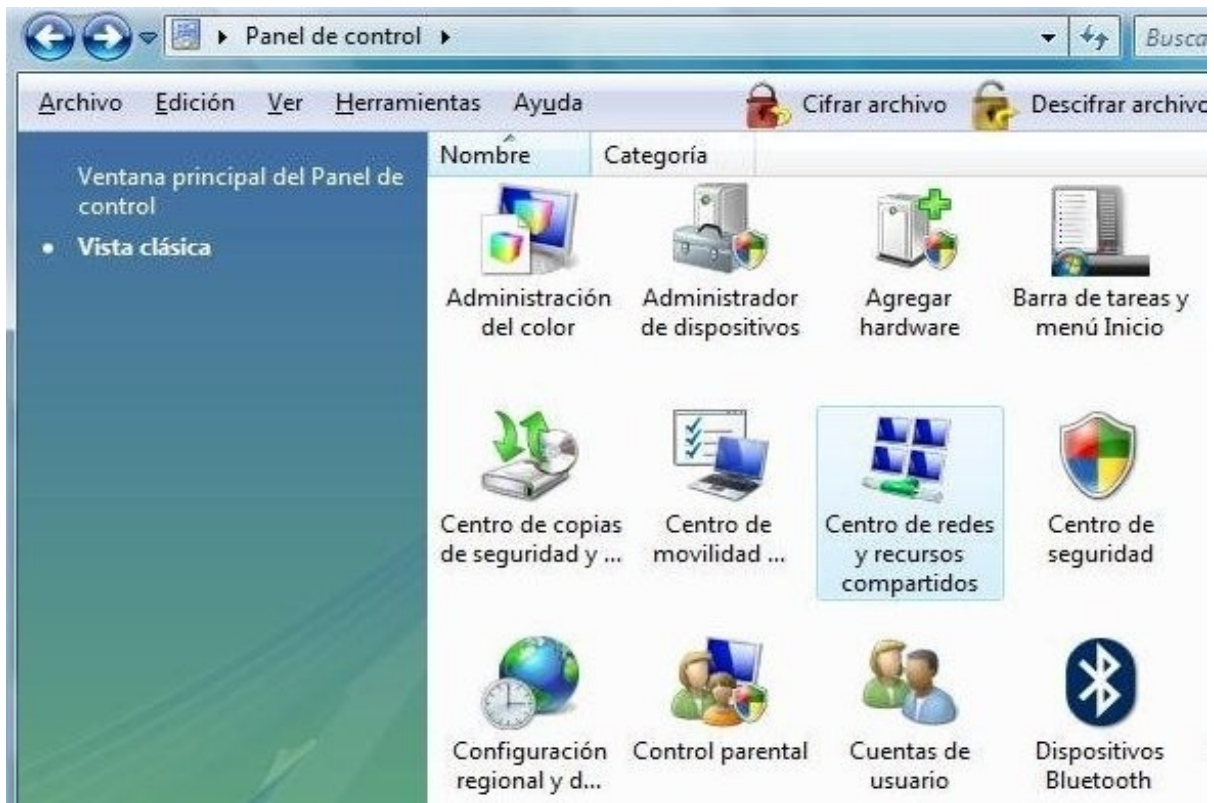 Panel de control
Busca
Archivo Edición Ver Herramientas Ayuda Cifrar archivo Descifrar archivo
Ventana principal del Panel de
control
Vista clásica
Nombre Categoría
Administración
del color
Administrador
de dispositivos
Agregar
hardware
Barra de tareas y
menú Inicio
Centro de copias
de seguridad y ...
Centro de
movilidad ...
Centro de redes
y recursos
compartidos
Centro de
seguridad
Configuración
regional y d...
Control parental
Cuentas de
usuario
Dispositivos
Bluetooth